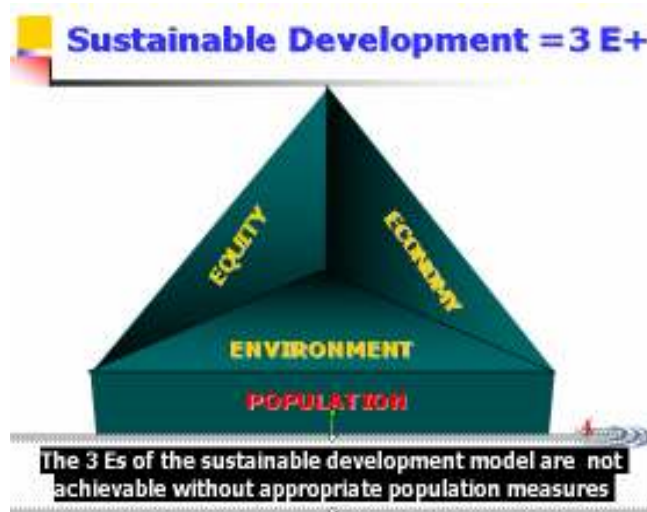 Sustainable Development =3 E+
EQUITY
ECONOMY
ENVIRONMENT
POPULATION
The 3 Es of the sustainable development model are not
achievable without appropriate population measures